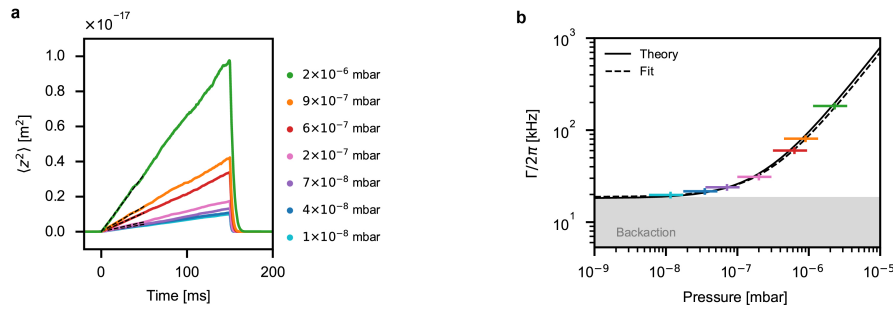 a
×10⁻¹⁷
1.0
0.8
0.4
0.2
0.0
⟨z²⟩ [m²]
0
100
200
Time [ms]
2×10⁻⁶ mbar
9×10⁻⁷ mbar
6×10⁻⁷ mbar
2×10⁻⁷ mbar
7×10⁻⁸ mbar
4×10⁻⁸ mbar
1×10⁻⁸ mbar
b
10³
10²
10¹
Γ/2π [kHz]
Theory
Fit
Backaction
10⁻⁹
10⁻⁸
10⁻⁷
10⁻⁶
10⁻⁵
Pressure [mbar]